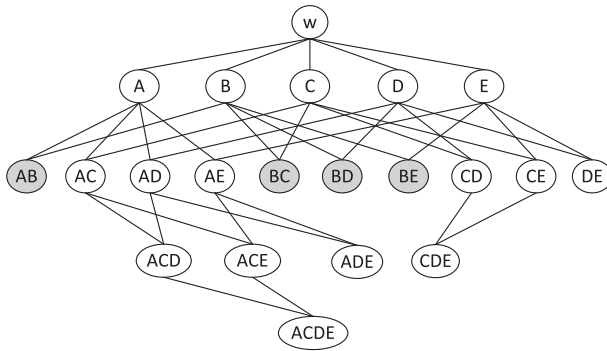 w
A B C D E
AB AC AD AE BC BD BE CD CE DE
ACD ACE ADE CDE
ACDE